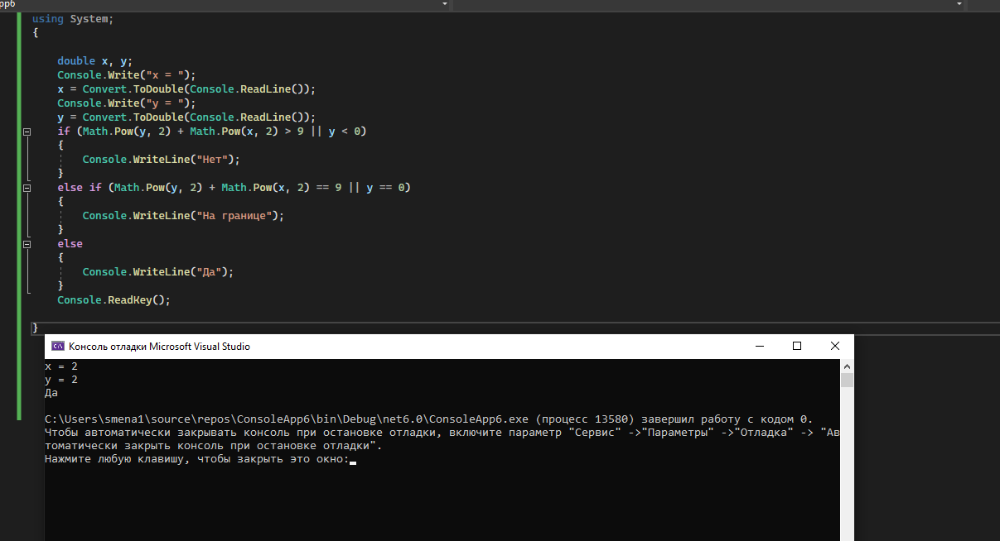 pp6
using System;
{
double x, y;
Console.Write("x = ");
x = Convert.ToDouble(Console.ReadLine());
Console.Write("y = ");
y = Convert.ToDouble(Console.ReadLine());
if (Math.Pow(y, 2) + Math.Pow(x, 2) > 9 || y < 0)
{
Console.WriteLine("Нет");
}
else if (Math.Pow(y, 2) + Math.Pow(x, 2) == 9 || y == 0)
{
Console.WriteLine("На границе");
}
else
{
Console.WriteLine("Да");
}
Console.ReadKey();
}
C:\ Консоль отладки Microsoft Visual Studio
x = 2
y = 2
Да
C:\Users\smena1\source\repos\ConsoleApp6\bin\Debug\net6.0\ConsoleApp6.exe (процесс 13580) завершил работу с кодом 0.
Чтобы автоматически закрывать консоль при остановке отладки, включите параметр "Сервис" ->"Параметры" ->"Отладка" -> "Ав
томатически закрыть консоль при остановке отладки".
Нажмите любую клавишу, чтобы закрыть это окно: